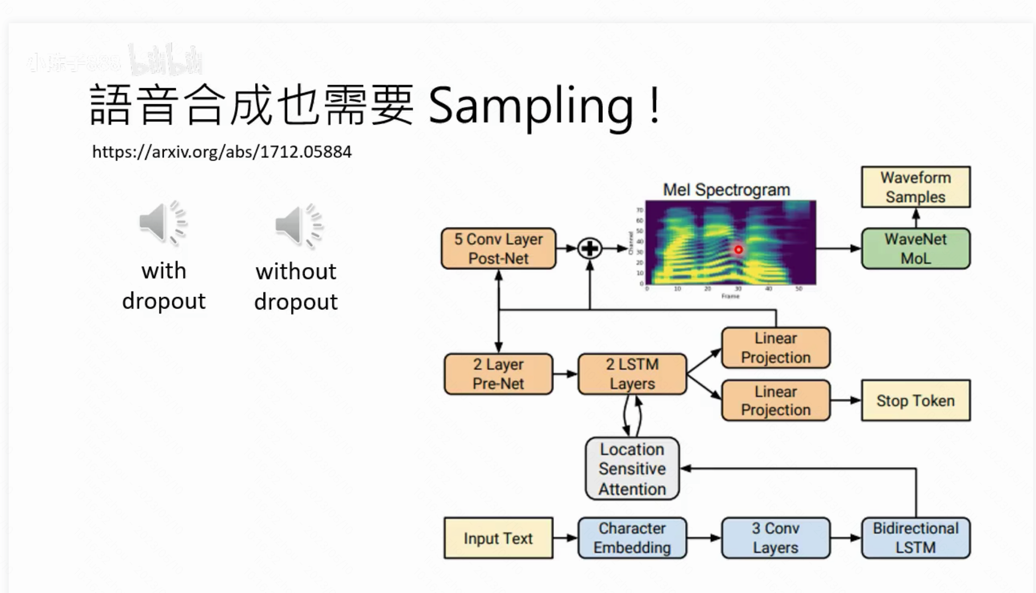 bilibili
語音合成也需要 Sampling !
https://arxiv.org/abs/1712.05884
with
dropout
without
dropout
Waveform
Samples
Mel Spectrogram
5 Conv Layer
Post-Net
WaveNet
MoL
70
60
50
40
30
20
10
0
Channel
0 10 20 30 40 50
Frame
Linear
Projection
2 Layer
Pre-Net
2 LSTM
Layers
Linear
Projection
Stop Token
Location
Sensitive
Attention
Input Text
Character
Embedding
3 Conv
Layers
Bidirectional
LSTM